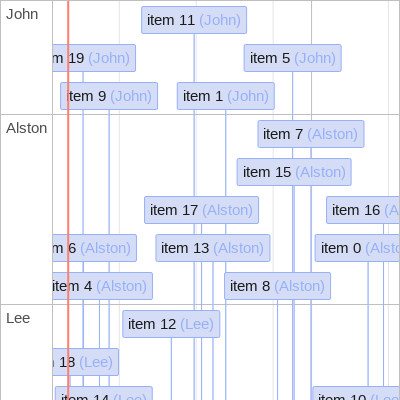 John
item 11 (John)
19 (John)
item 5 (John)
item 9 (John)
item 1 (John)
Alston
item 7 (Alston)
item 15 (Alston)
item 17 (Alston)
item 16
6 (Alston)
item 13 (Alston)
item 0
item 4 (Alston)
item 8 (Alston)
Lee
item 12 (Lee)
18 (Lee)
item 14 (Lee)
item 10 (Lee)